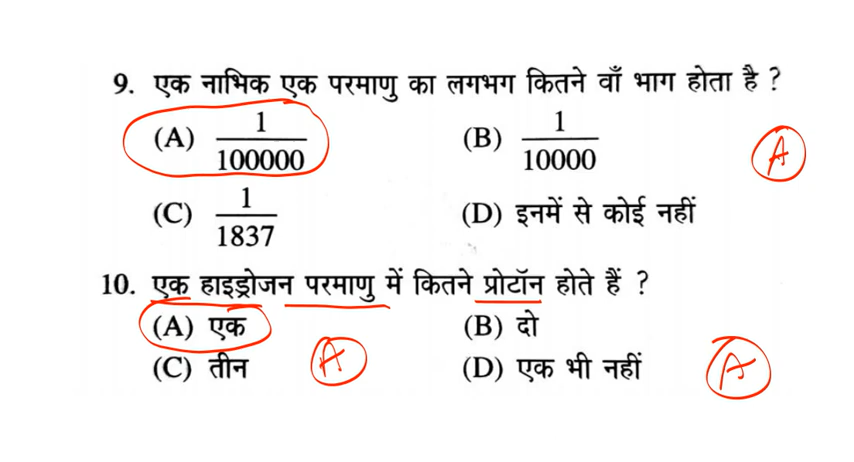 9. एक नाभिक एक परमाणु का लगभग कितने वाँ भाग होता है ?
(A) 1/100000 (B) 1/10000
A
(C) 1/1837 (D) इनमें से कोई नहीं
10. एक हाइड्रोजन परमाणु में कितने प्रोटॉन होते हैं ?
(A) एक (B) दो
(C) तीन A (D) एक भी नहीं A